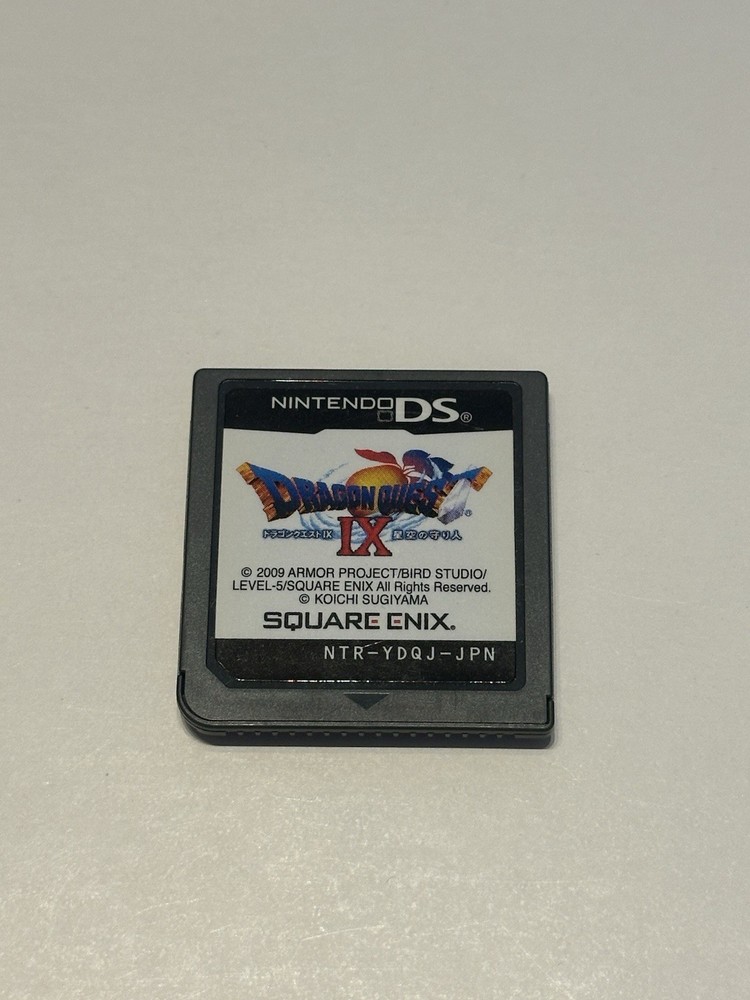 NINTENDO DS®
DRAGON QUEST®
IX
ドラゴンクエストIX 星空の守り人
© 2009 ARMOR PROJECT/BIRD STUDIO/
LEVEL-5/SQUARE ENIX All Rights Reserved.
© KOICHI SUGIYAMA
SQUARE ENIX®
NTR-YDQJ-JPN